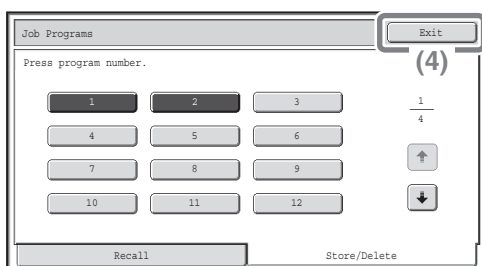 Job Programs
Exit
(4)
Press program number.
1 2 3
1
4
4 5 6
7 8 9
10 11 12
Recall
Store/Delete